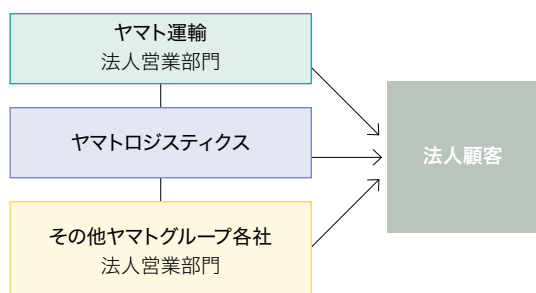 ヤマト運輸
法人営業部門
ヤマトロジスティクス
その他ヤマトグループ各社
法人営業部門
法人顧客